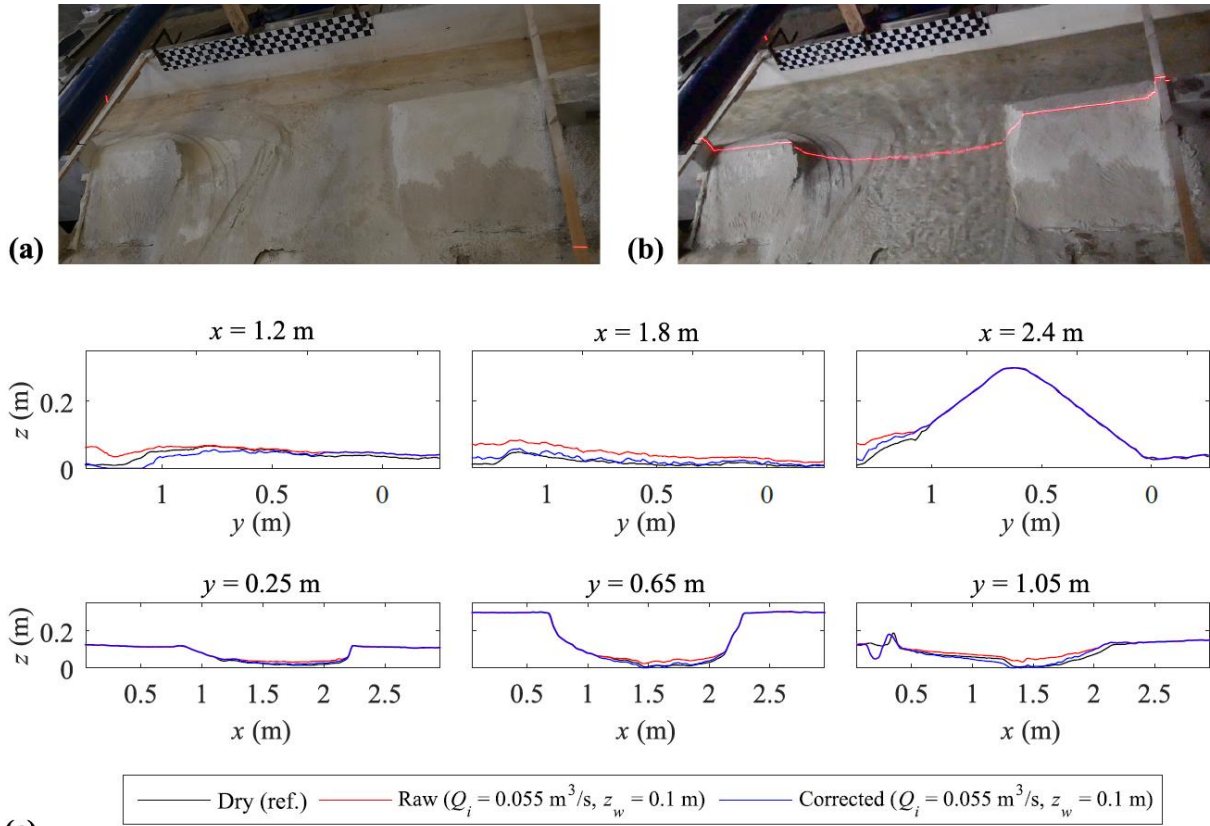 (a)
(b)
x = 1.2 m
x = 1.8 m
x = 2.4 m
z (m)
0.2
0
1 0.5 0
1 0.5 0
1 0.5 0
y (m)
y (m)
y (m)
y = 0.25 m
y = 0.65 m
y = 1.05 m
z (m)
0.2
0
0.5 1 1.5 2 2.5
0.5 1 1.5 2 2.5
0.5 1 1.5 2 2.5
x (m)
x (m)
x (m)
Dry (ref.) Raw (Qi = 0.055 m³/s, zw = 0.1 m) Corrected (Qi = 0.055 m³/s, zw = 0.1 m)